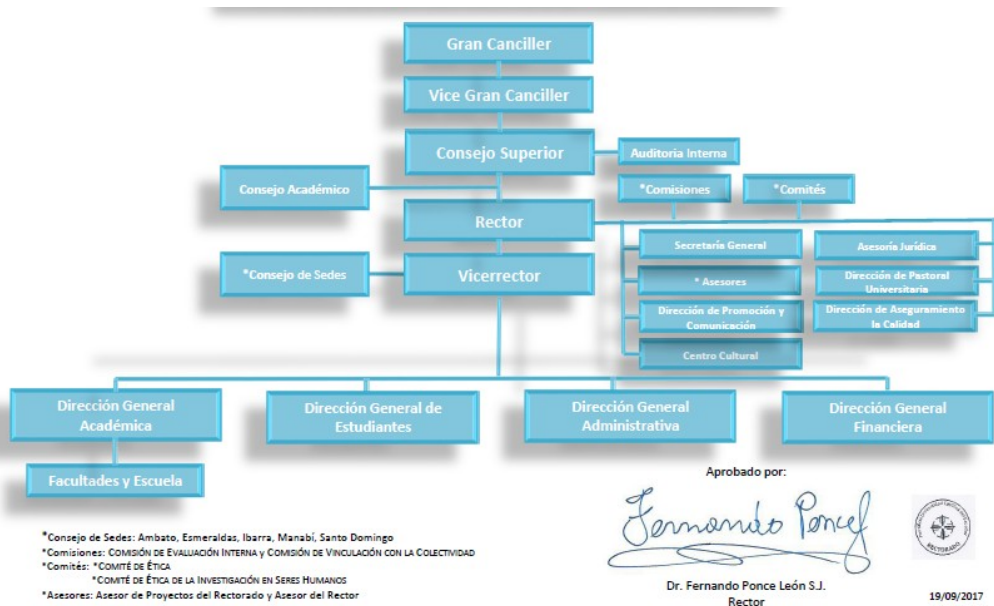 Gran Canciller
Vice Gran Canciller
Consejo Superior
Auditoría Interna
Consejo Académico
*Comisiones
*Comités
Rector
Secretaría General
Asesoría Jurídica
*Consejo de Sedes
Vicerrector
* Asesores
Dirección de Pastoral
Universitaria
Dirección de Promoción y
Comunicación
Dirección de Aseguramiento
la Calidad
Centro Cultural
Dirección General
Académica
Dirección General de
Estudiantes
Dirección General
Administrativa
Dirección General
Financiera
Facultades y Escuela
Aprobado por:
Fernando Ponce
*Consejo de Sedes: Ambato, Esmeraldas, Ibarra, Manabí, Santo Domingo
*Comisiones: COMISIÓN DE EVALUACIÓN INTERNA y COMISIÓN DE VINCULACIÓN CON LA COLECTIVIDAD
*Comités: *COMITÉ DE ÉTICA
*COMITÉ DE ÉTICA DE LA INVESTIGACIÓN EN SERES HUMANOS
*Asesores: Asesor de Proyectos del Rectorado y Asesor del Rector
Dr. Fernando Ponce León S.J.
Rector
RECTORADO
19/09/2017